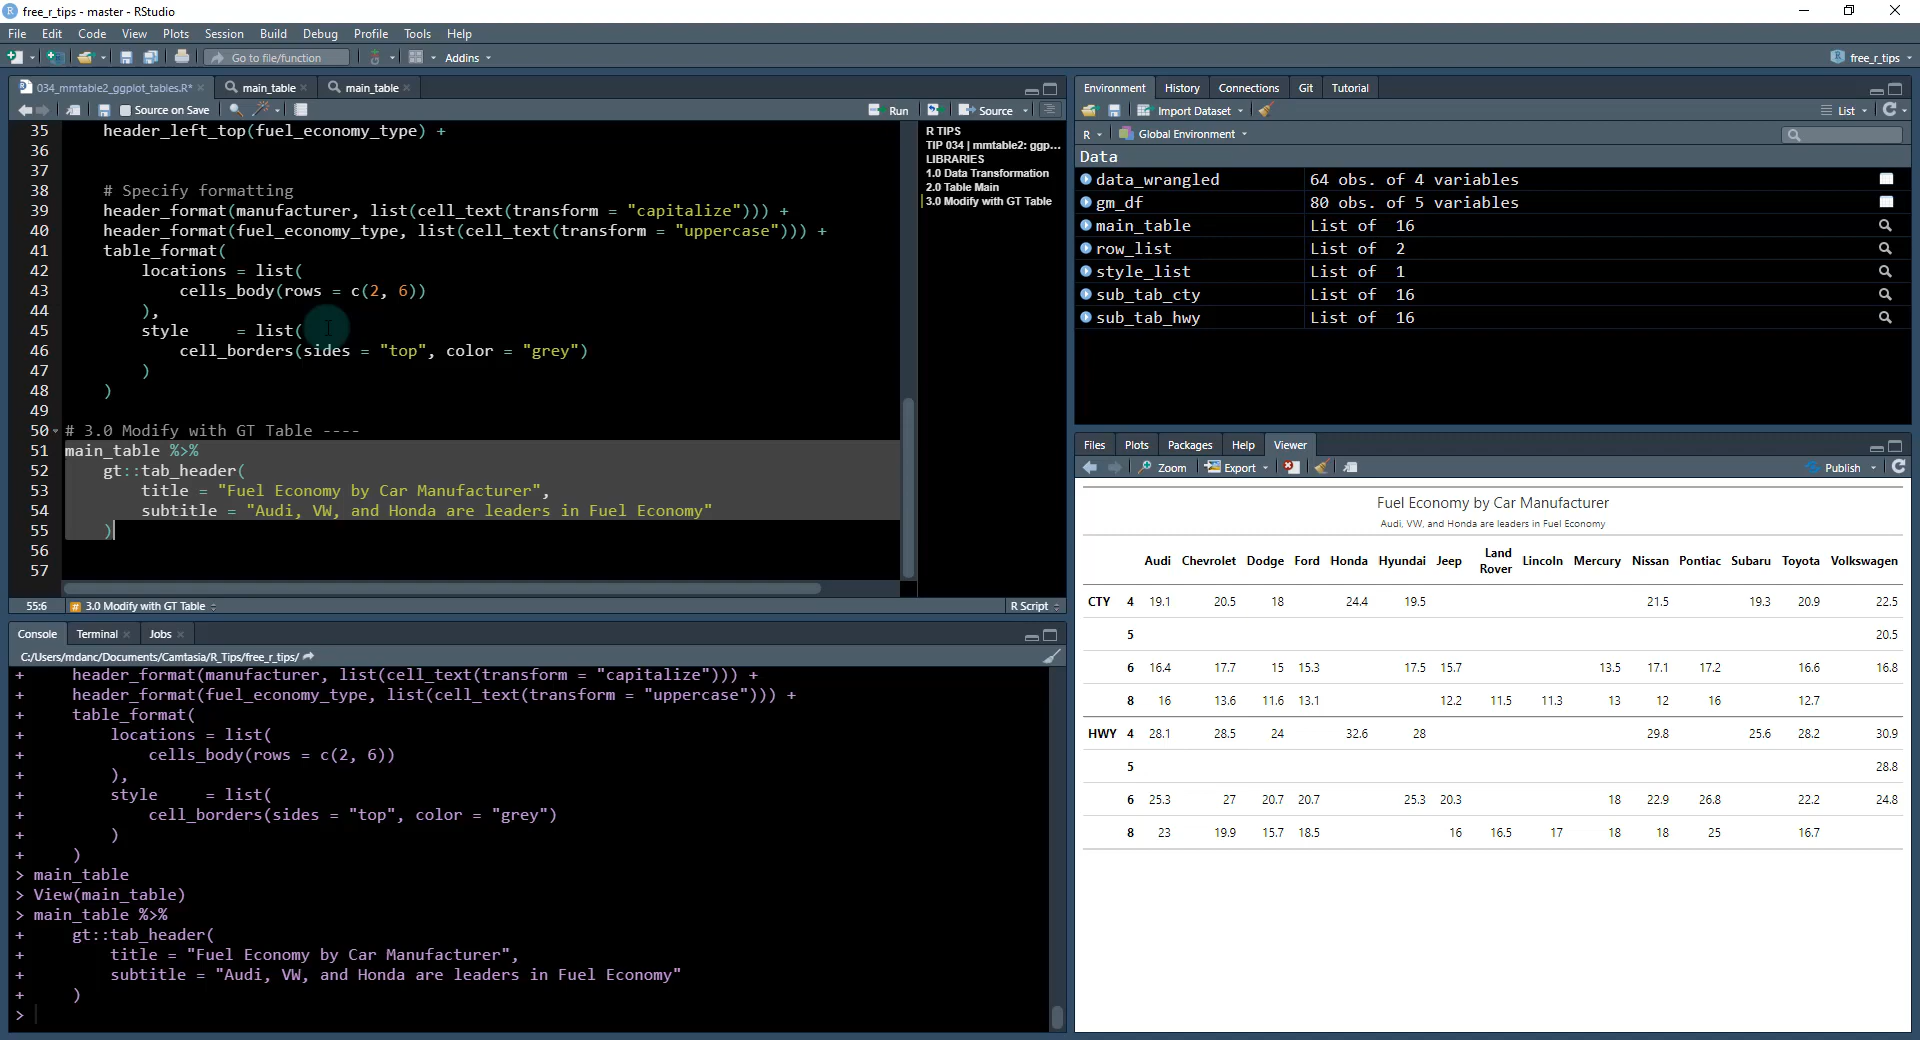 free_r_tips - master - RStudio
File Edit Code View Plots Session Build Debug Profile Tools Help
Go to file/function Addins free_r_tips
034_mmtable2_ggplot_tables.R* main_table main_table
Source on Save Run Source
35 header_left_top(fuel_economy_type) +
36
37
38 # Specify formatting
39 header_format(manufacturer, list(cell_text(transform = "capitalize"))) +
40 header_format(fuel_economy_type, list(cell_text(transform = "uppercase"))) +
41 table_format(
42 locations = list(
43 cells_body(rows = c(2, 6))
44 ),
45 style     = list(
46 cell_borders(sides = "top", color = "grey")
47 )
48 )
49
50 # 3.0 Modify with GT Table ----
51 main_table %>%
52 gt::tab_header(
53 title = "Fuel Economy by Car Manufacturer",
54 subtitle = "Audi, VW, and Honda are leaders in Fuel Economy"
55 )
56
57
R TIPS
TIP 034 | mmtable2: ggp...
LIBRARIES
1.0 Data Transformation
2.0 Table Main
3.0 Modify with GT Table
55:6 3.0 Modify with GT Table R Script
Console Terminal Jobs
C:/Users/mdanc/Documents/Camtasia/R_Tips/free_r_tips/
+ header_format(manufacturer, list(cell_text(transform = "capitalize"))) +
+ header_format(fuel_economy_type, list(cell_text(transform = "uppercase"))) +
+ table_format(
+ locations = list(
+ cells_body(rows = c(2, 6))
+ ),
+ style     = list(
+ cell_borders(sides = "top", color = "grey")
+ )
+ )
> main_table
> View(main_table)
> main_table %>%
+ gt::tab_header(
+ title = "Fuel Economy by Car Manufacturer",
+ subtitle = "Audi, VW, and Honda are leaders in Fuel Economy"
+ )
>
Environment History Connections Git Tutorial
Import Dataset List
R Global Environment
Data
data_wrangled 64 obs. of 4 variables
gm_df 80 obs. of 5 variables
main_table List of 16
row_list List of 2
style_list List of 1
sub_tab_cty List of 16
sub_tab_hwy List of 16
Files Plots Packages Help Viewer
Zoom Export Publish
Fuel Economy by Car Manufacturer
Audi, VW, and Honda are leaders in Fuel Economy
Audi Chevrolet Dodge Ford Honda Hyundai Jeep Land Rover Lincoln Mercury Nissan Pontiac Subaru Toyota Volkswagen
CTY 4 19.1 20.5 18 24.4 19.5 21.5 19.3 20.9 22.5
5 20.5
6 16.4 17.7 15 15.3 17.5 15.7 13.5 17.1 17.2 16.6 16.8
8 16 13.6 11.6 13.1 12.2 11.5 11.3 13 12 16 12.7
HWY 4 28.1 28.5 24 32.6 28 29.8 25.6 28.2 30.9
5 28.8
6 25.3 27 20.7 20.7 25.3 20.3 18 22.9 26.8 22.2 24.8
8 23 19.9 15.7 18.5 16 16.5 17 18 18 25 16.7